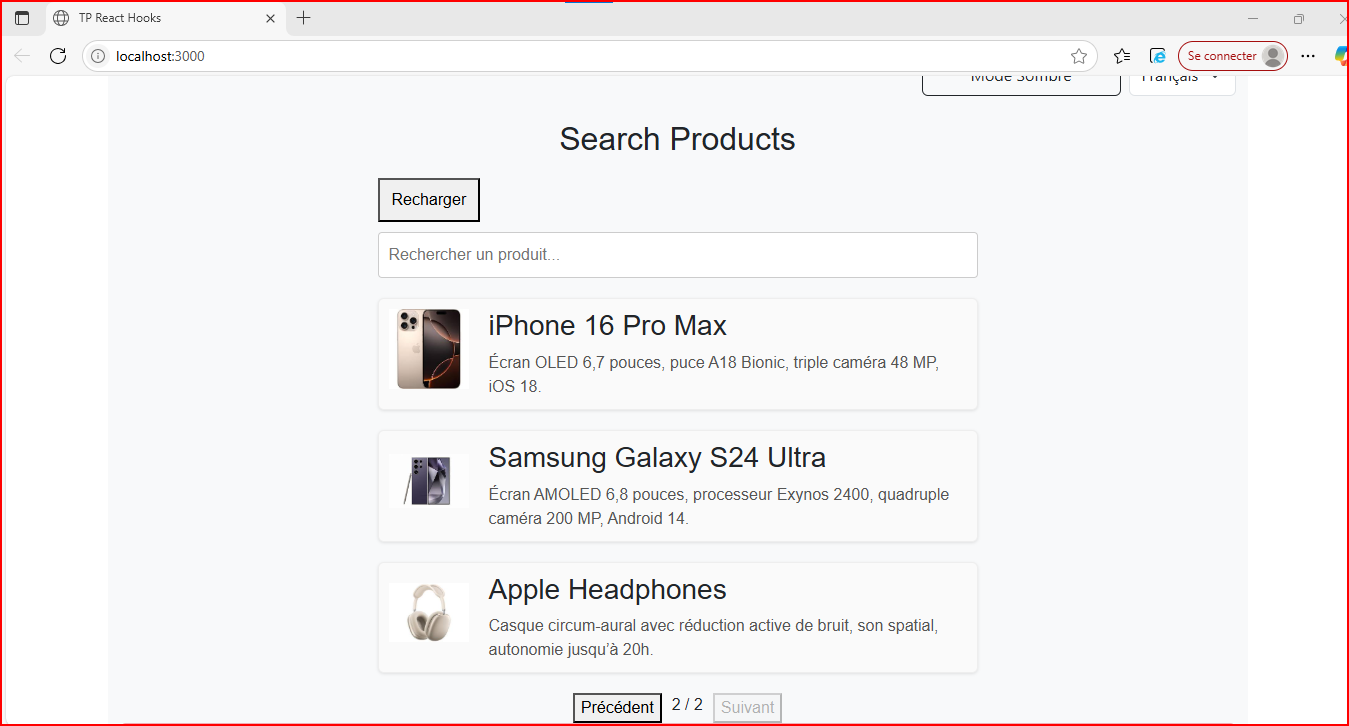 TP React Hooks
localhost:3000
Se connecter
Mode Sombre
Français
Search Products
Recharger
Rechercher un produit...
iPhone 16 Pro Max
Écran OLED 6,7 pouces, puce A18 Bionic, triple caméra 48 MP,
iOS 18.
Samsung Galaxy S24 Ultra
Écran AMOLED 6,8 pouces, processeur Exynos 2400, quadruple
caméra 200 MP, Android 14.
Apple Headphones
Casque circum-aural avec réduction active de bruit, son spatial,
autonomie jusqu’à 20h.
Précédent 2 / 2 Suivant